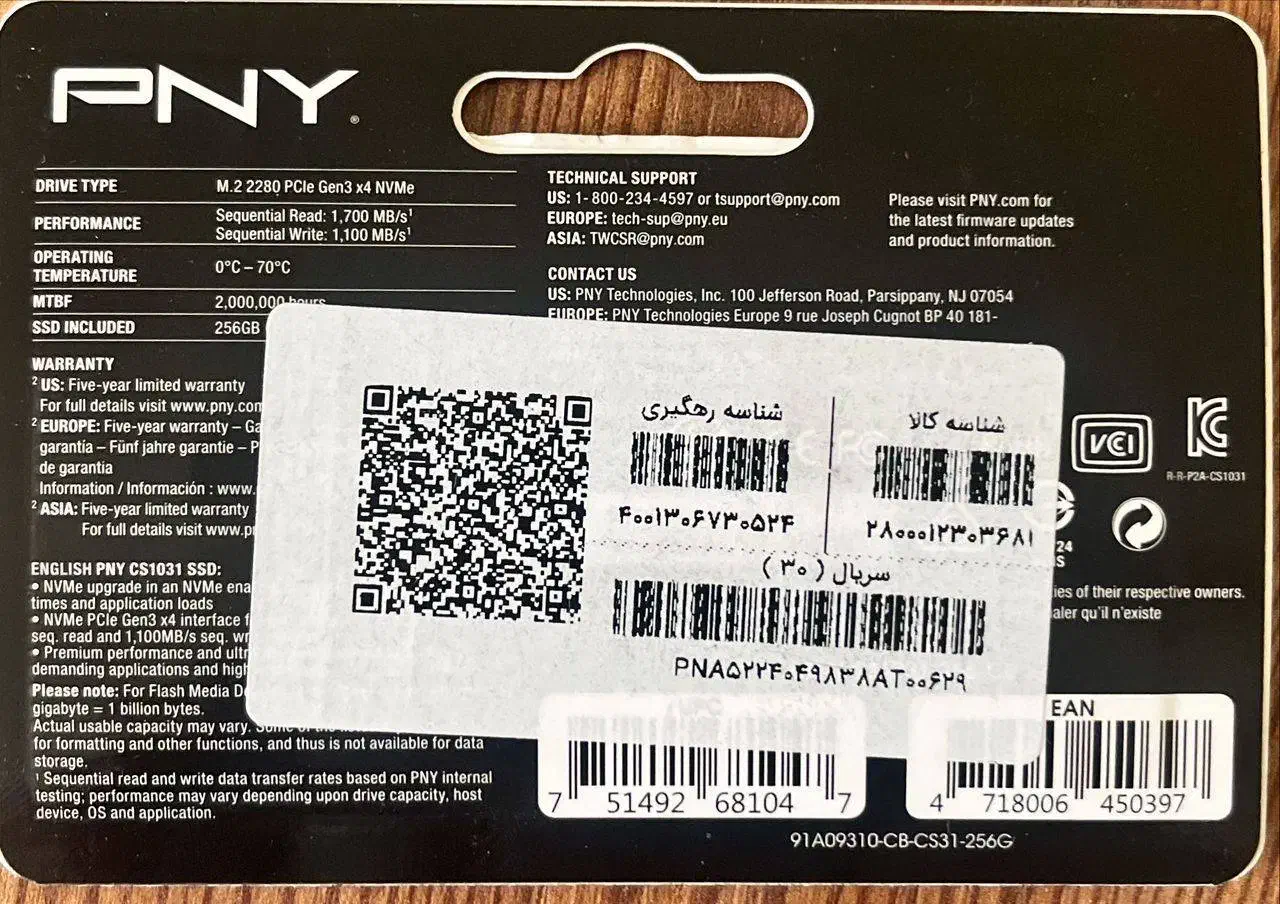 PNY
DRIVE TYPE M.2 2280 PCIe Gen3 x4 NVMe
PERFORMANCE Sequential Read: 1,700 MB/s¹
Sequential Write: 1,100 MB/s¹
OPERATING
TEMPERATURE 0°C – 70°C
MTBF 2,000,000 hours
SSD INCLUDED 256GB
WARRANTY
² US: Five-year limited warranty
For full details visit www.pny.com
² EUROPE: Five-year warranty –
garantia – Fünf jahre garantie –
de garantia
Information / Información : www.
² ASIA: Five-year limited warranty
For full details visit
ENGLISH PNY CS1031 SSD:
• NVMe upgrade in an NVMe
times and application loads
• NVMe PCIe Gen3 x4 interface
seq. read and 1,100MB/s seq.
• Premium performance and
demanding applications and
Please note: For Flash Media
gigabyte = 1 billion bytes.
Actual usable capacity may vary.
for formatting and other functions, and thus is not available for data
storage.
¹ Sequential read and write data transfer rates based on PNY internal
testing; performance may vary depending upon drive capacity, host
device, OS and application.
TECHNICAL SUPPORT
US: 1-800-234-4597 or tsupport@pny.com
EUROPE: tech-sup@pny.eu
ASIA: TWCSR@pny.com
CONTACT US
US: PNY Technologies, Inc. 100 Jefferson Road, Parsippany, NJ 07054
EUROPE: PNY Technologies Europe 9 rue Joseph Cugnot BP 40 181-
Please visit PNY.com for
the latest firmware updates
and product information.
شناسه کالا
۲۸۰۰۰۱۲۳۰۳۶۸۱
شناسه رهگیری
۴۰۰۱۳۰۶۷۳۰۵۲۴
سریال (۳۰)
PNA۵۲۲۴۰۴۹۸۳۸AT۰۰۶۲۹
VCI
R-R-P2A-CS1031
24
of their respective owners.
qu'il n'existe
7 51492 68104 7
EAN
4 718006 450397
91A09310-CB-CS31-256G